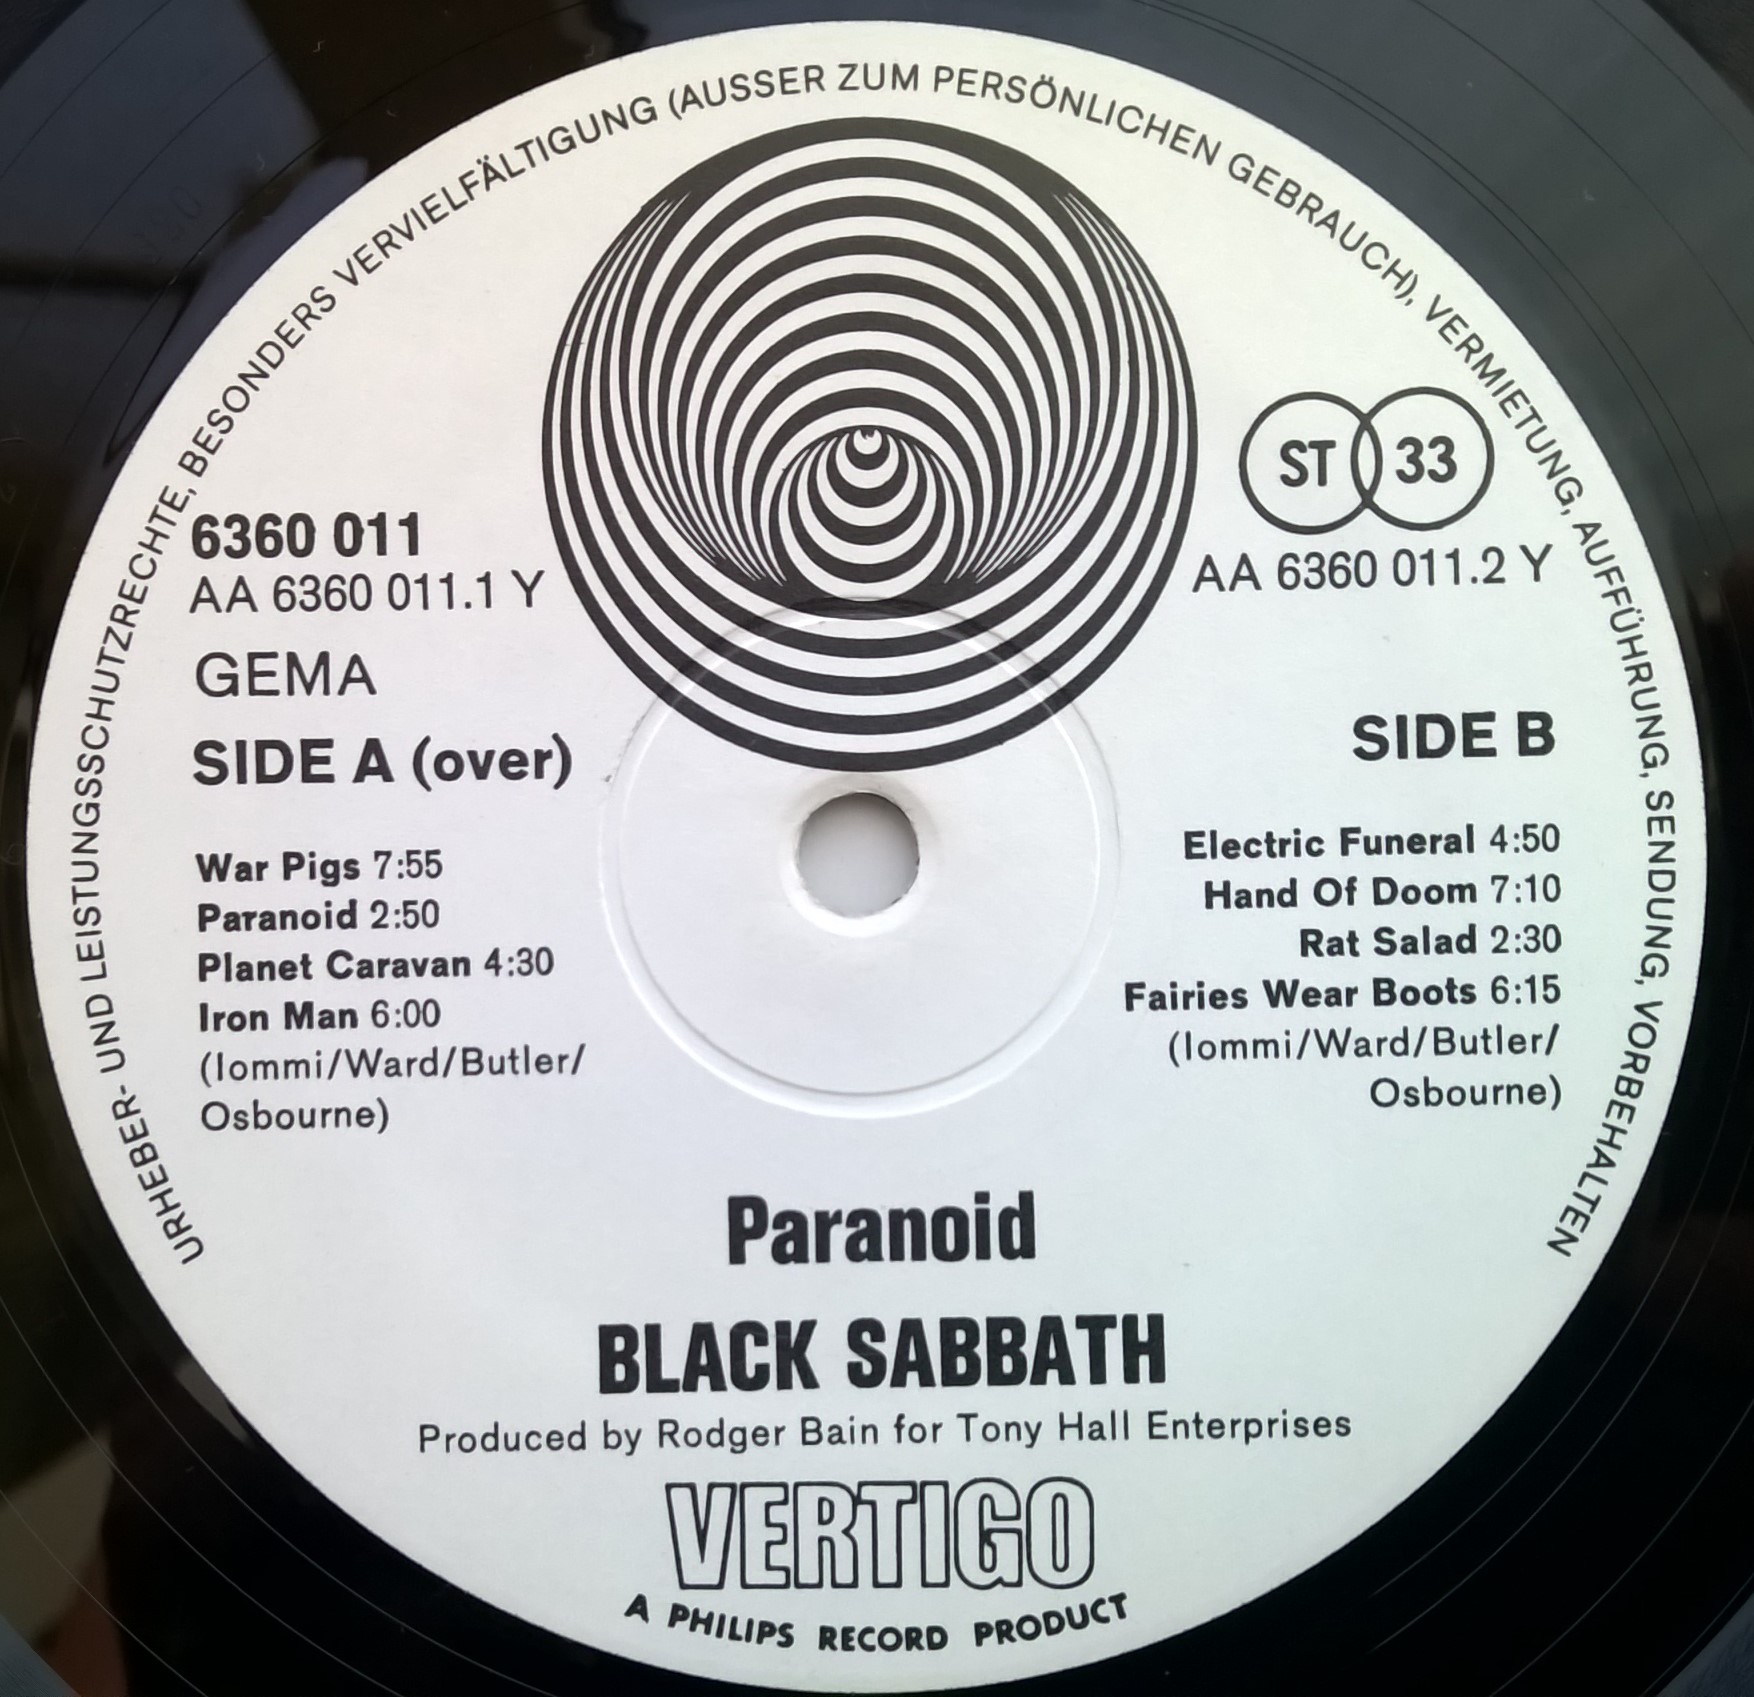 URHEBER- UND LEISTUNGSSCHUTZRECHTE, BESONDERS VERVIELFÄLTIGUNG (AUSSER ZUM PERSÖNLICHEN GEBRAUCH), VERMIETUNG, AUFFÜHRUNG, SENDUNG, VORBEHALTEN
ST 33
6360 011
AA 6360 011.1 Y
AA 6360 011.2 Y
GEMA
SIDE A (over)
SIDE B
War Pigs 7:55
Paranoid 2:50
Planet Caravan 4:30
Iron Man 6:00
(Iommi/Ward/Butler/
Osbourne)
Electric Funeral 4:50
Hand Of Doom 7:10
Rat Salad 2:30
Fairies Wear Boots 6:15
(Iommi/Ward/Butler/
Osbourne)
Paranoid
BLACK SABBATH
Produced by Rodger Bain for Tony Hall Enterprises
VERTIGO
A PHILIPS RECORD PRODUCT